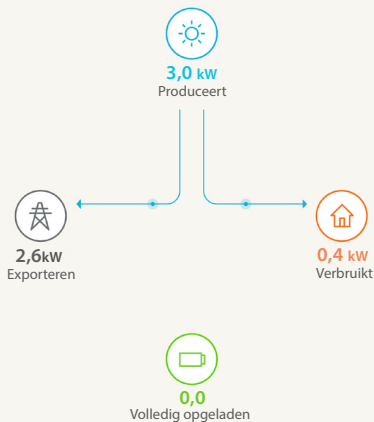 3,0 kW
Produceert
2,6kW
Exporteren
0,4 kW
Verbruikt
0,0
Volledig opgeladen